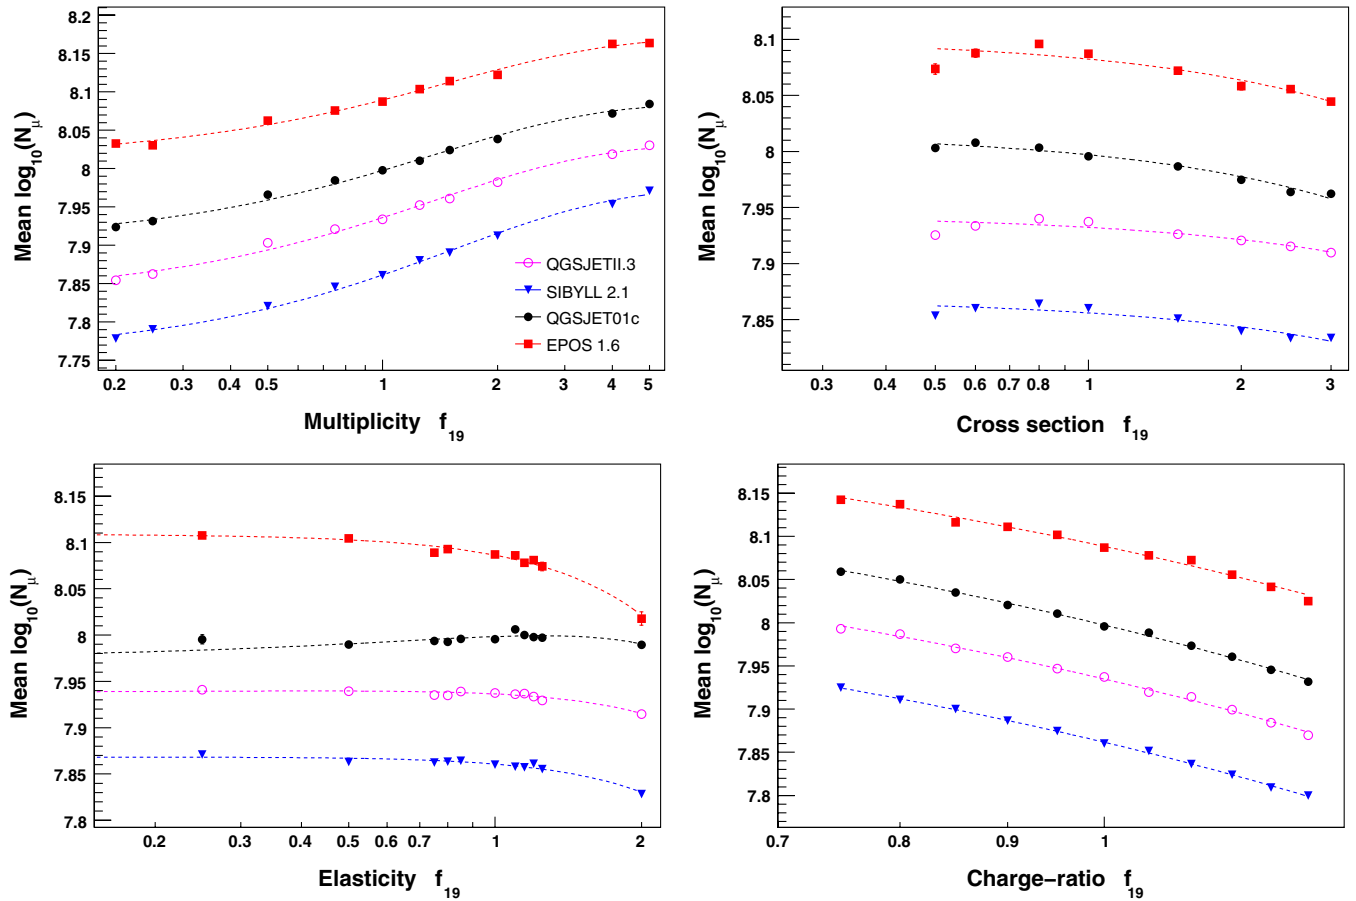 8.2
8.15
8.1
8.05
8
7.95
7.9
7.85
7.8
7.75
Mean log10(Nμ)
QGSJETII.3
SIBYLL 2.1
QGSJET01c
EPOS 1.6
0.2 0.3 0.4 0.5 1 2 3 4 5
Multiplicity f19
8.1
8.05
8
7.95
7.9
7.85
Mean log10(Nμ)
0.3 0.4 0.5 0.6 0.7 0.8 1 2 3
Cross section f19
8.15
8.1
8.05
8
7.95
7.9
7.85
7.8
Mean log10(Nμ)
0.2 0.3 0.4 0.5 0.6 0.7 1 2
Elasticity f19
8.15
8.1
8.05
8
7.95
7.9
7.85
7.8
Mean log10(Nμ)
0.7 0.8 0.9 1
Charge−ratio f19